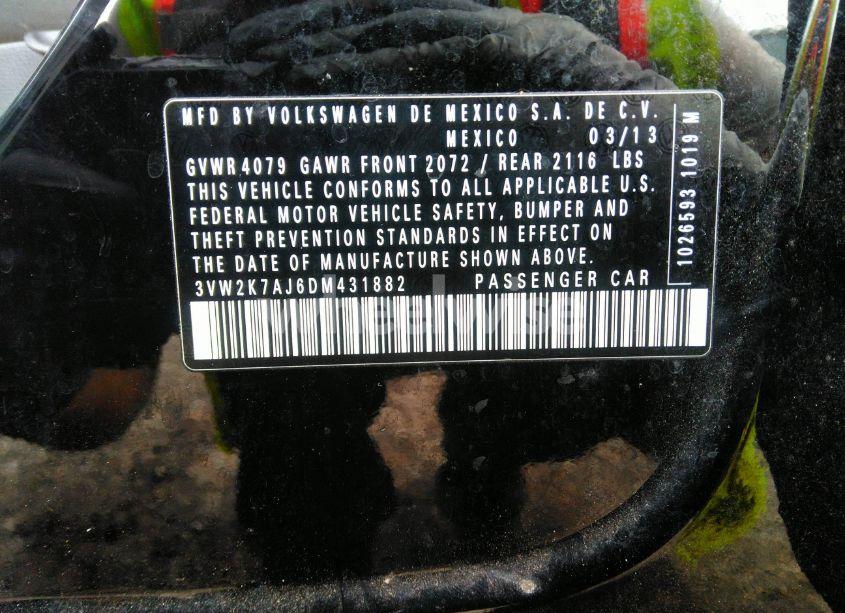 MFD BY VOLKSWAGEN DE MEXICO S.A. DE C.V.
MEXICO 03/13
GVWR 4079 GAWR FRONT 2072 / REAR 2116 LBS
THIS VEHICLE CONFORMS TO ALL APPLICABLE U.S.
FEDERAL MOTOR VEHICLE SAFETY, BUMPER AND
THEFT PREVENTION STANDARDS IN EFFECT ON
THE DATE OF MANUFACTURE SHOWN ABOVE.
3VW2K7AJ6DM431882 PASSENGER CAR
1026593 1019 M
wheelwise